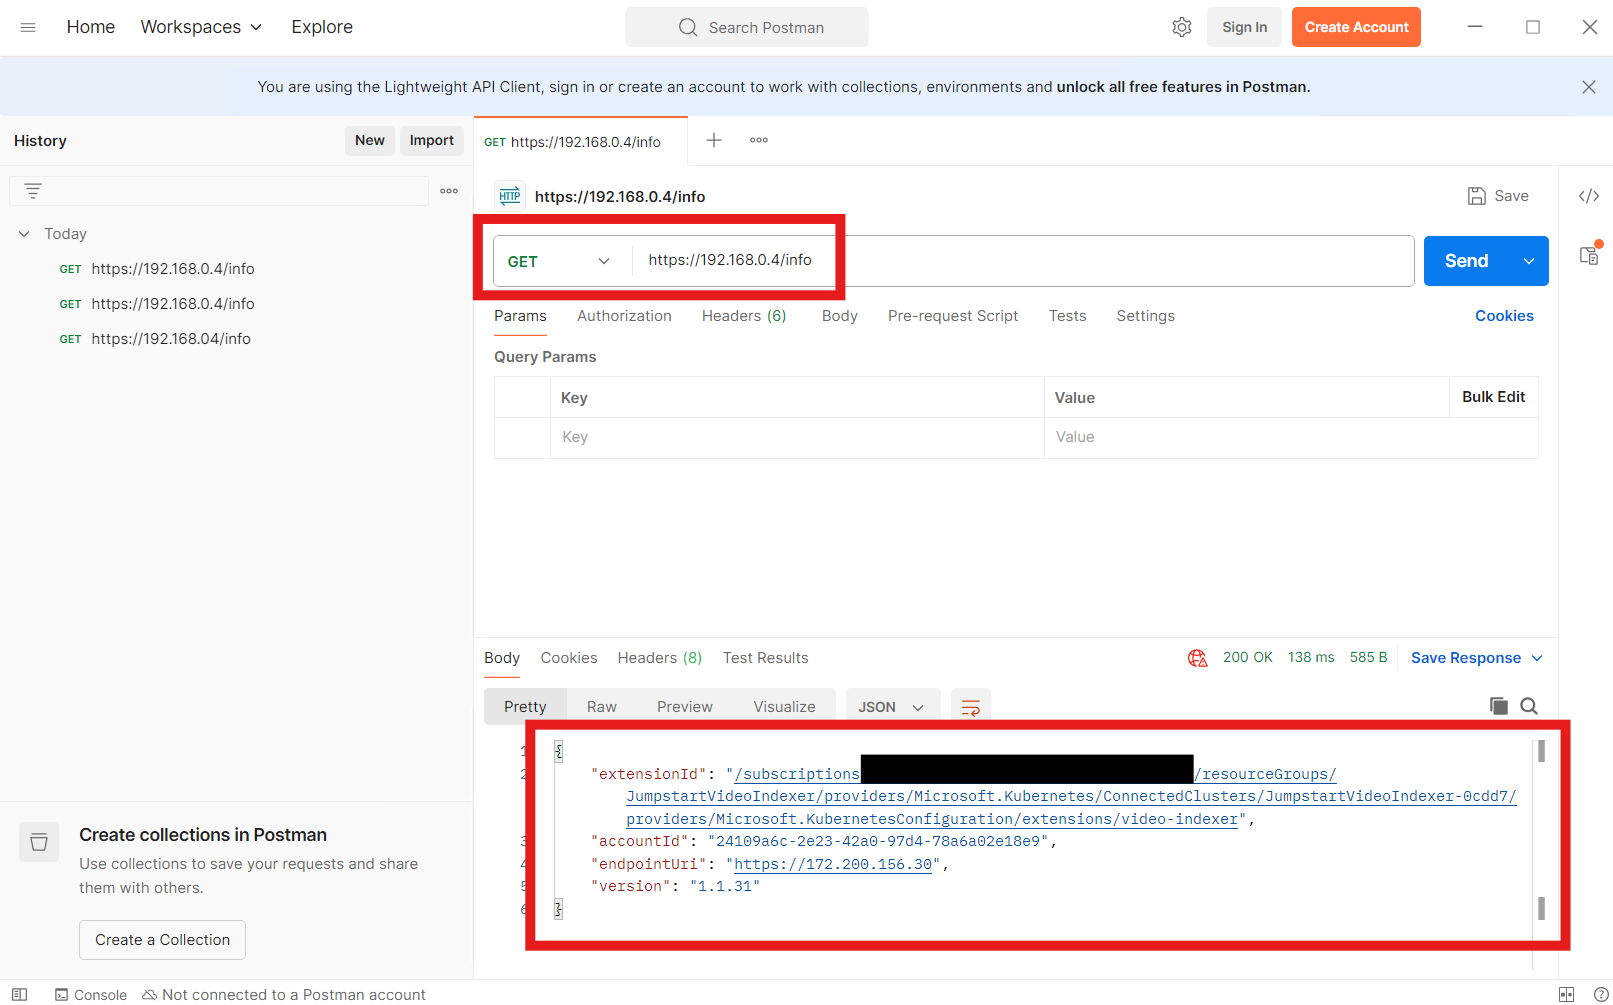 Home Workspaces Explore Search Postman Sign In Create Account
You are using the Lightweight API Client, sign in or create an account to work with collections, environments and unlock all free features in Postman.
History New Import
GET https://192.168.0.4/info
HTTP https://192.168.0.4/info Save
Today
GET https://192.168.0.4/info
GET https://192.168.0.4/info
GET https://192.168.04/info
GET https://192.168.0.4/info Send
Params Authorization Headers (6) Body Pre-request Script Tests Settings Cookies
Query Params
Key Value Bulk Edit
Key Value
Body Cookies Headers (8) Test Results 200 OK 138 ms 585 B Save Response
Pretty Raw Preview Visualize JSON
1 {
2 "extensionId": "/subscriptions /resourceGroups/
JumpstartVideoIndexer/providers/Microsoft.Kubernetes/ConnectedClusters/JumpstartVideoIndexer-0cdd7/
providers/Microsoft.KubernetesConfiguration/extensions/video-indexer",
3 "accountId": "24109a6c-2e23-42a0-97d4-78a6a02e18e9",
4 "endpointUri": "https://172.200.156.30",
5 "version": "1.1.31"
6 }
Create collections in Postman
Use collections to save your requests and share
them with others.
Create a Collection
Console Not connected to a Postman account